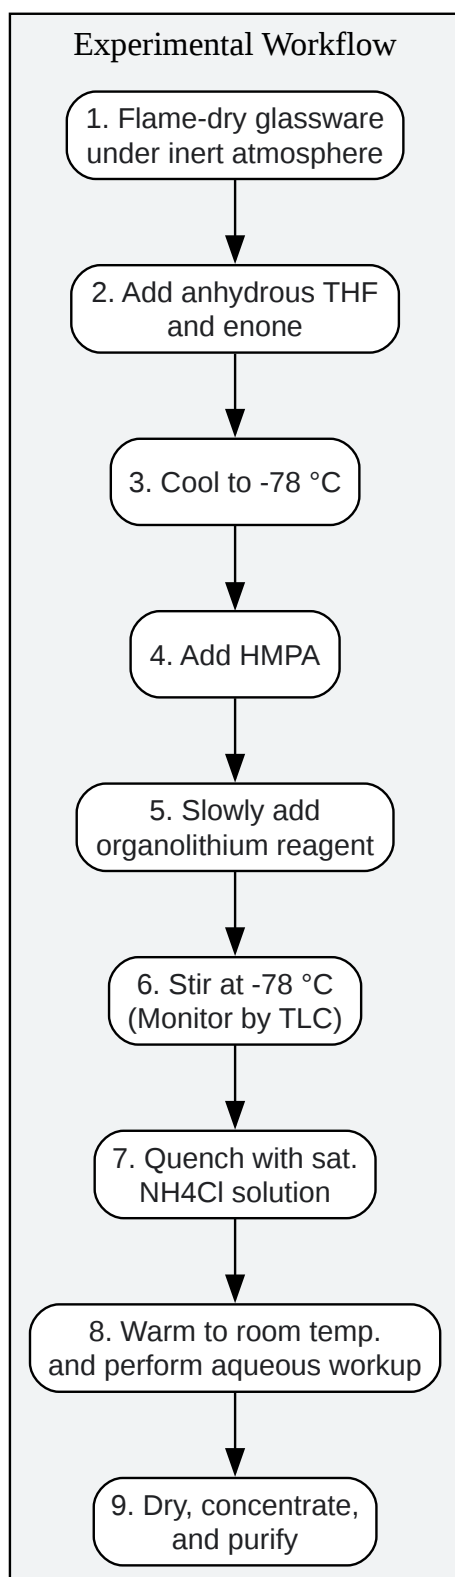 Experimental Workflow
1. Flame-dry glassware
under inert atmosphere
2. Add anhydrous THF
and enone
3. Cool to -78 °C
4. Add HMPA
5. Slowly add
organolithium reagent
6. Stir at -78 °C
(Monitor by TLC)
7. Quench with sat.
NH4Cl solution
8. Warm to room temp.
and perform aqueous workup
9. Dry, concentrate,
and purify